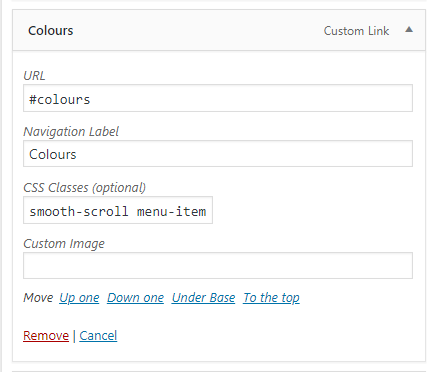 Colours Custom Link
URL
#colours
Navigation Label
Colours
CSS Classes (optional)
smooth-scroll menu-item
Custom Image
Move Up one Down one Under Base To the top
Remove | Cancel